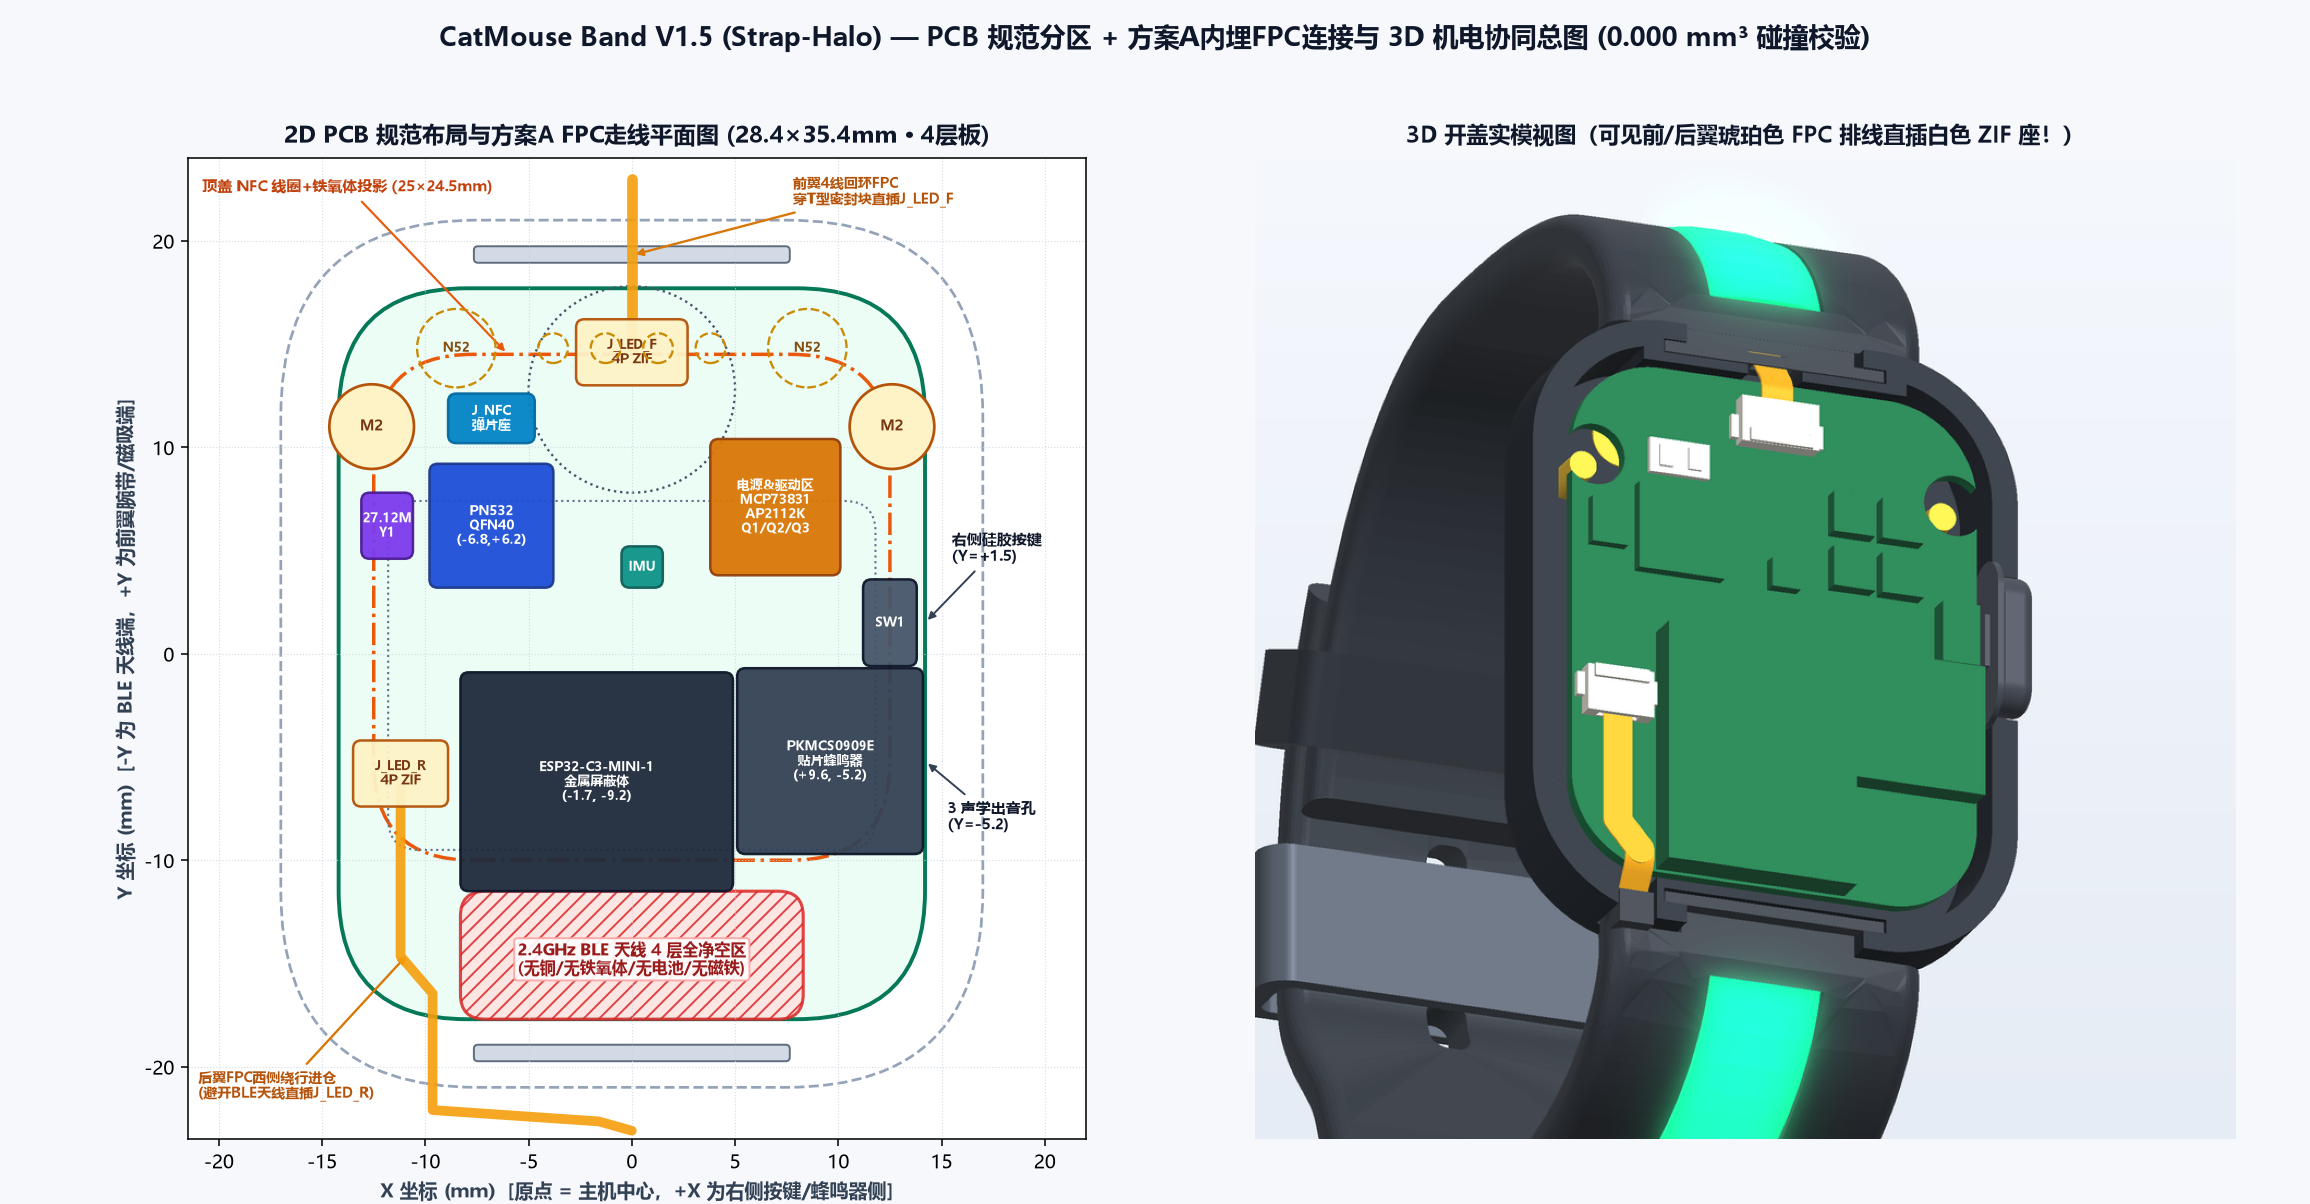 CatMouse Band V1.5 (Strap-Halo) — PCB 规范分区 + 方案A内埋FPC连接与 3D 机电协同总图 (0.000 mm³ 碰撞校验)
2D PCB 规范布局与方案A FPC走线平面图 (28.4×35.4mm • 4层板)
顶盖 NFC 线圈+铁氧体投影 (25×24.5mm)
前翼4线回环FPC
穿T型密封块直插J_LED_F
N52
J_LED_F
4P ZIF
N52
M2
J_NFC
弹片座
M2
27.12M
Y1
PN532
QFN40
(-6.8,+6.2)
电源&驱动区
MCP73831
AP2112K
Q1/Q2/Q3
IMU
右侧硅胶按键
(Y=+1.5)
SW1
J_LED_R
4P ZIF
ESP32-C3-MINI-1
金属屏蔽体
(-1.7, -9.2)
PKMCS0909E
贴片蜂鸣器
(+9.6, -5.2)
3 声学出音孔
(Y=-5.2)
2.4GHz BLE 天线 4 层全净空区
(无铜/无铁氧体/无电池/无磁铁)
后翼FPC西侧绕行进仓
(避开BLE天线直插J_LED_R)
20
10
0
-10
-20
-20 -15 -10 -5 0 5 10 15 20
Y 坐标 (mm) [-Y 为 BLE 天线端, +Y 为前翼腕带/磁吸端]
X 坐标 (mm) [原点 = 主机中心, +X 为右侧按键/蜂鸣器侧]
3D 开盖实模视图（可见前/后翼琥珀色 FPC 排线直插白色 ZIF 座！）